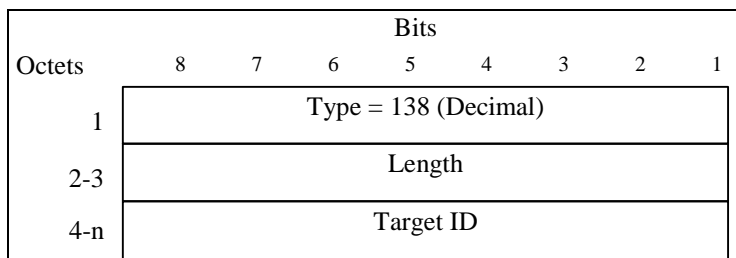 Bits
Octets 8 7 6 5 4 3 2 1
1 Type = 138 (Decimal)
2-3 Length
4-n Target ID